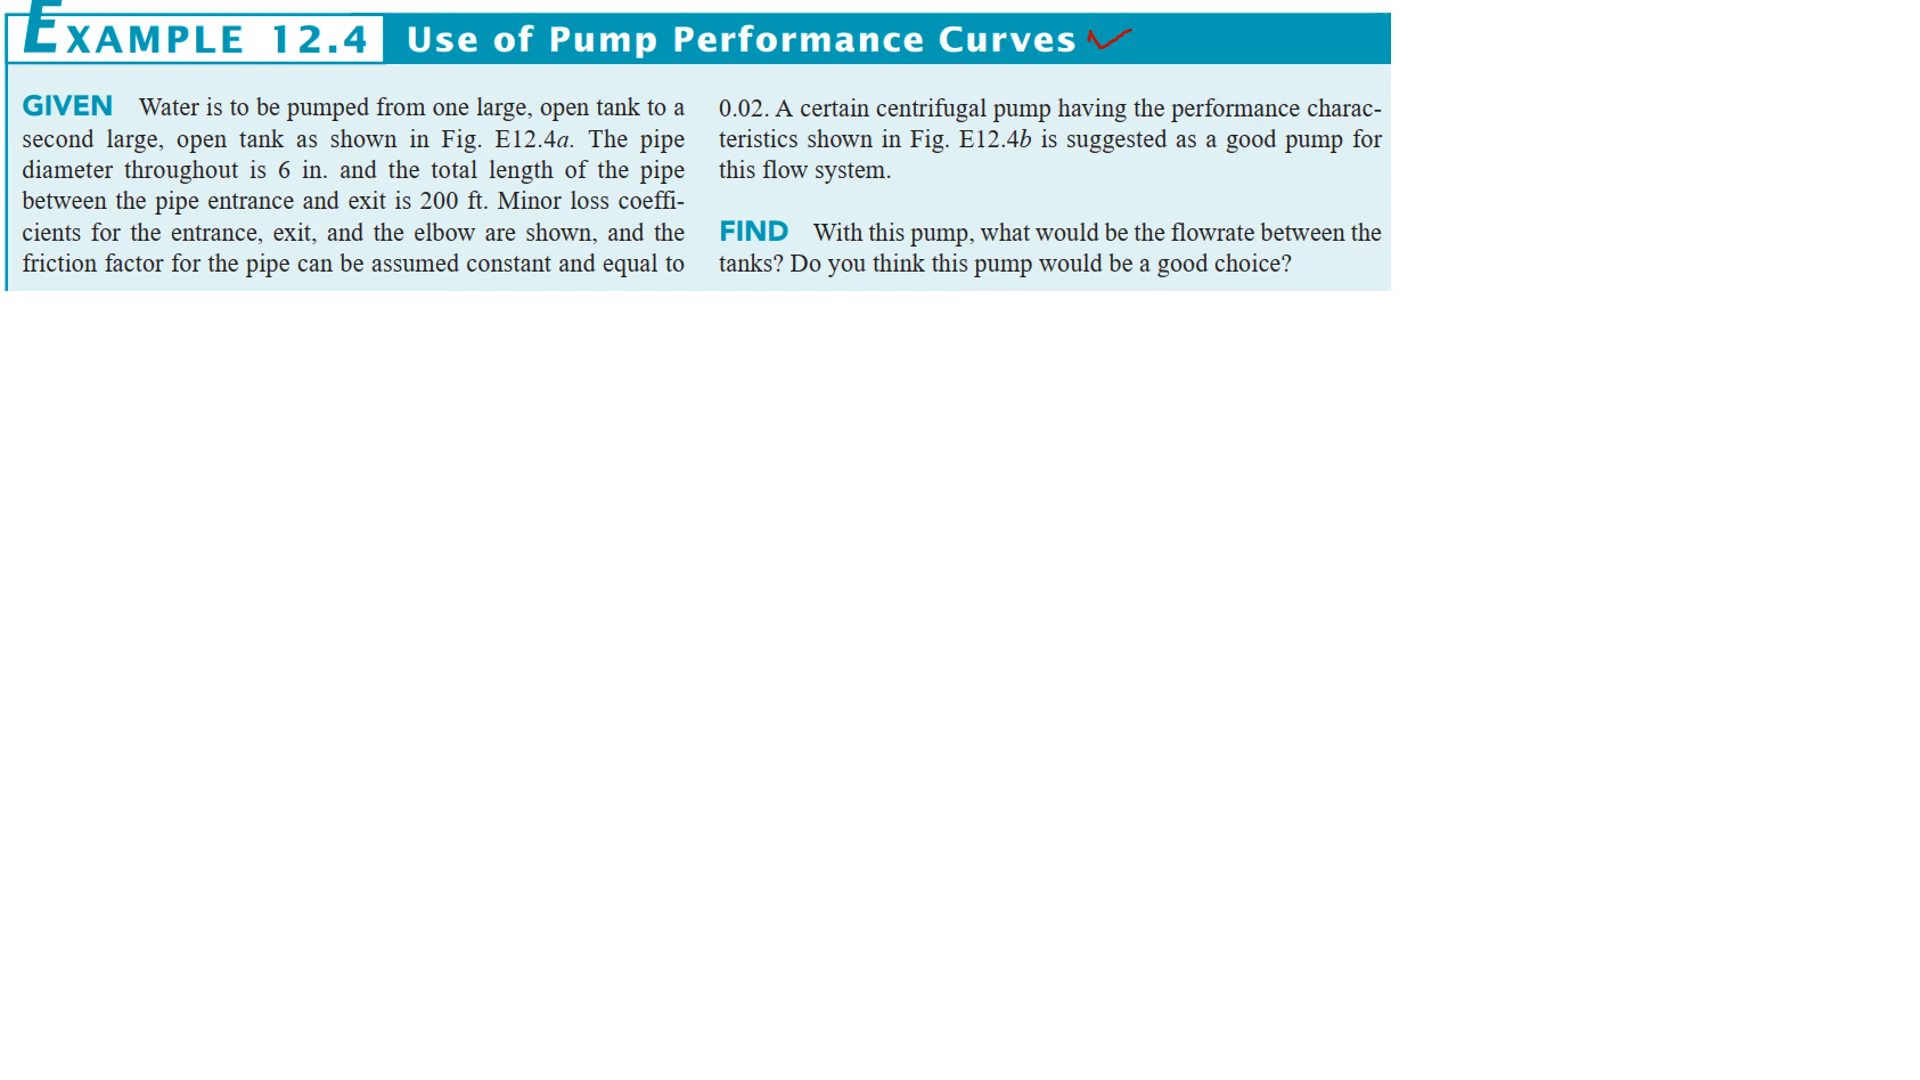 EXAMPLE 12.4 Use of Pump Performance Curves
GIVEN Water is to be pumped from one large, open tank to a
second large, open tank as shown in Fig. E12.4a. The pipe
diameter throughout is 6 in. and the total length of the pipe
between the pipe entrance and exit is 200 ft. Minor loss coeffi-
cients for the entrance, exit, and the elbow are shown, and the
friction factor for the pipe can be assumed constant and equal to
0.02. A certain centrifugal pump having the performance charac-
teristics shown in Fig. E12.4b is suggested as a good pump for
this flow system.
FIND With this pump, what would be the flowrate between the
tanks? Do you think this pump would be a good choice?